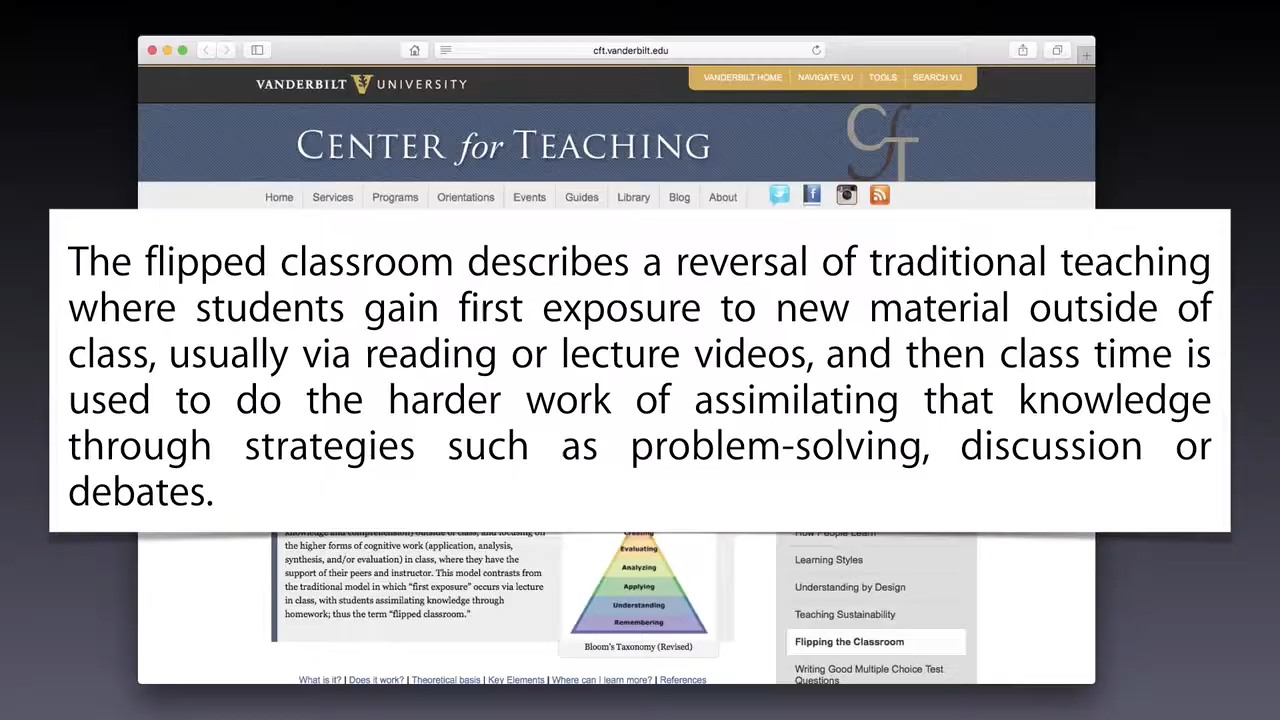 cft.vanderbilt.edu
VANDERBILT UNIVERSITY
VANDERBILT HOME NAVIGATE VU TOOLS SEARCH VU
CENTER for TEACHING
CfT
Home Services Programs Orientations Events Guides Library Blog About
The flipped classroom describes a reversal of traditional teaching
where students gain first exposure to new material outside of
class, usually via reading or lecture videos, and then class time is
used to do the harder work of assimilating that knowledge
through strategies such as problem-solving, discussion or
debates.
knowledge and comprehension) outside of class, and focusing on
the higher forms of cognitive work (application, analysis,
synthesis, and/or evaluation) in class, where they have the
support of their peers and instructor. This model contrasts from
the traditional model in which “first exposure” occurs via lecture
in class, with students assimilating knowledge through
homework; thus the term “flipped classroom.”
Creating
Evaluating
Analyzing
Applying
Understanding
Remembering
Bloom's Taxonomy (Revised)
How People Learn
Learning Styles
Understanding by Design
Teaching Sustainability
Flipping the Classroom
Writing Good Multiple Choice Test
Questions
What is it? | Does it work? | Theoretical basis | Key Elements | Where can I learn more? | References